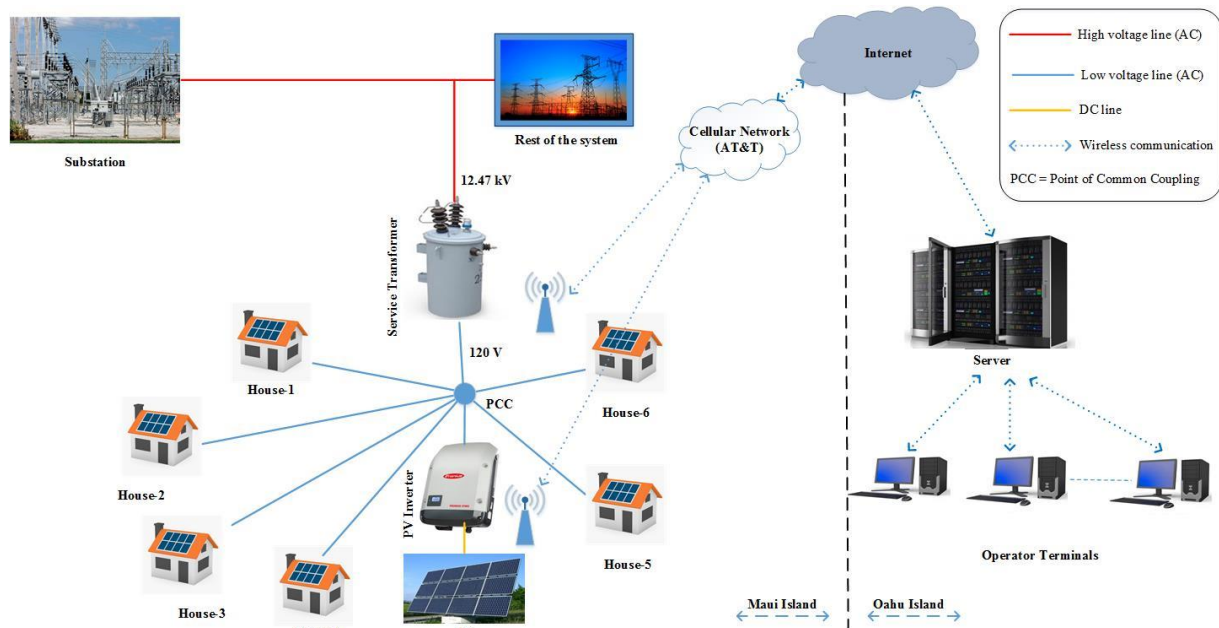 Substation
Rest of the system
12.47 kV
Service Transformer
120 V
PCC
House-1
House-2
House-3
House-5
House-6
PV Inverter
Cellular Network
(AT&T)
Internet
Server
Operator Terminals
Maui Island
Oahu Island
High voltage line (AC)
Low voltage line (AC)
DC line
Wireless communication
PCC = Point of Common Coupling